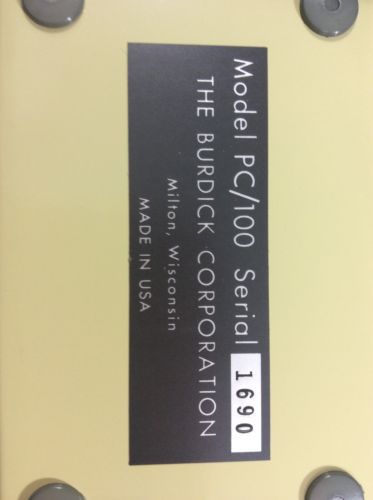 Model PC/100 Serial 1690
THE BURDICK CORPORATION
Milton, Wisconsin
MADE IN USA